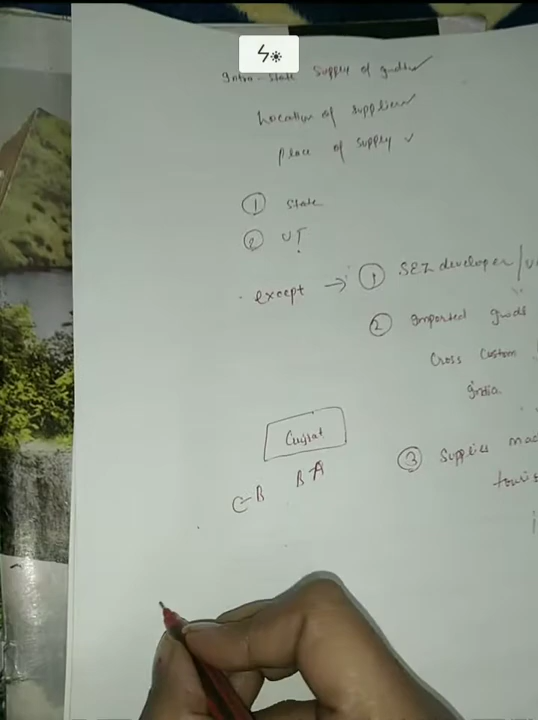 Intra-State Supply of goods
Location of supplier
Place of supply
① State
② UT
except → ① SEZ developer/
② Imported goods
Cross Custom
India
Gujrat
③ Supplies
B A
C B